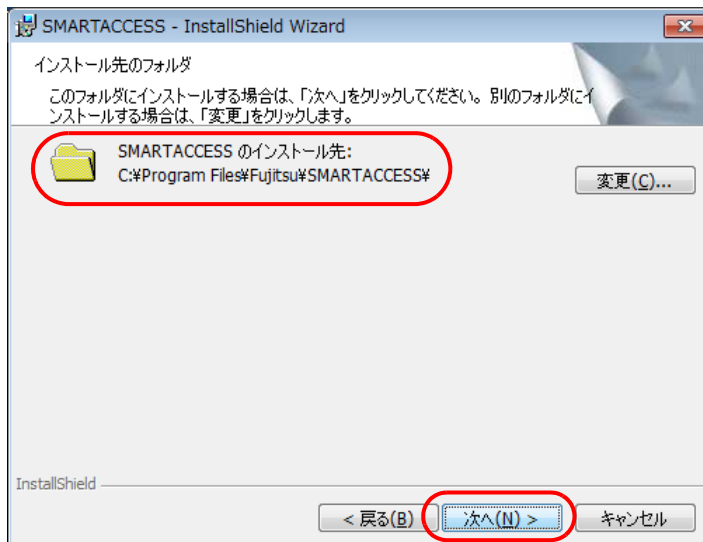 SMARTACCESS - InstallShield Wizard
インストール先のフォルダ
このフォルダにインストールする場合は、「次へ」をクリックしてください。別のフォルダにイ
ンストールする場合は、「変更」をクリックします。
SMARTACCESS のインストール先:
C:¥Program Files¥Fujitsu¥SMARTACCESS¥
変更(C)...
InstallShield
< 戻る(B)
次へ(N) >
キャンセル